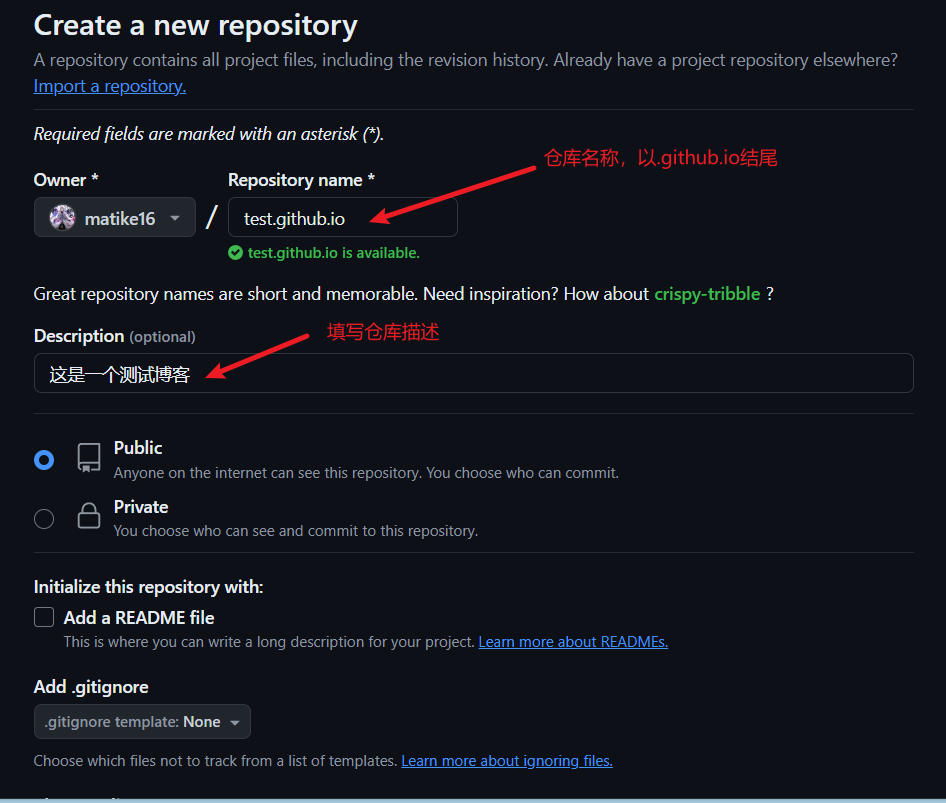 Create a new repository
A repository contains all project files, including the revision history. Already have a project repository elsewhere?
Import a repository.
Required fields are marked with an asterisk (*).
仓库名称，以.github.io结尾
Owner *
Repository name *
matike16
/
test.github.io
test.github.io is available.
Great repository names are short and memorable. Need inspiration? How about crispy-tribble ?
填写仓库描述
Description (optional)
这是一个测试博客
Public
Anyone on the internet can see this repository. You choose who can commit.
Private
You choose who can see and commit to this repository.
Initialize this repository with:
Add a README file
This is where you can write a long description for your project. Learn more about READMEs.
Add .gitignore
.gitignore template: None
Choose which files not to track from a list of templates. Learn more about ignoring files.